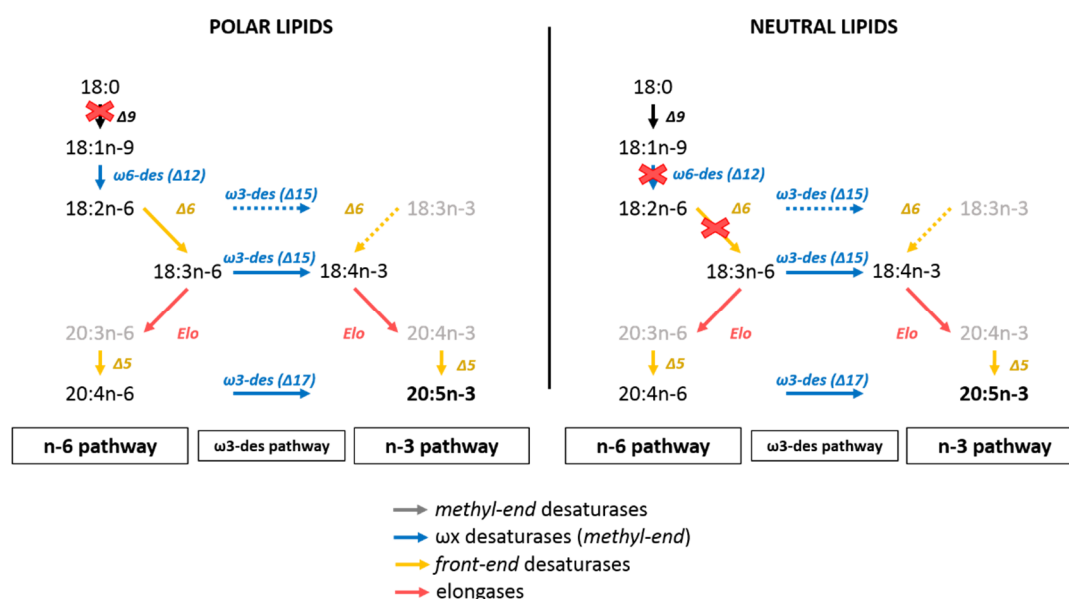 POLAR LIPIDS
18:0
Δ9
18:1n-9
ω6-des (Δ12)
18:2n-6
Δ6
ω3-des (Δ15)
Δ6
18:3n-3
18:3n-6
ω3-des (Δ15)
18:4n-3
20:3n-6
Elo
Elo
20:4n-3
Δ5
Δ5
20:4n-6
ω3-des (Δ17)
20:5n-3
n-6 pathway
ω3-des pathway
n-3 pathway
NEUTRAL LIPIDS
18:0
Δ9
18:1n-9
ω6-des (Δ12)
18:2n-6
Δ6
ω3-des (Δ15)
Δ6
18:3n-3
18:3n-6
ω3-des (Δ15)
18:4n-3
20:3n-6
Elo
Elo
20:4n-3
Δ5
Δ5
20:4n-6
ω3-des (Δ17)
20:5n-3
n-6 pathway
ω3-des pathway
n-3 pathway
methyl-end desaturases
ωx desaturases (methyl-end)
front-end desaturases
elongases